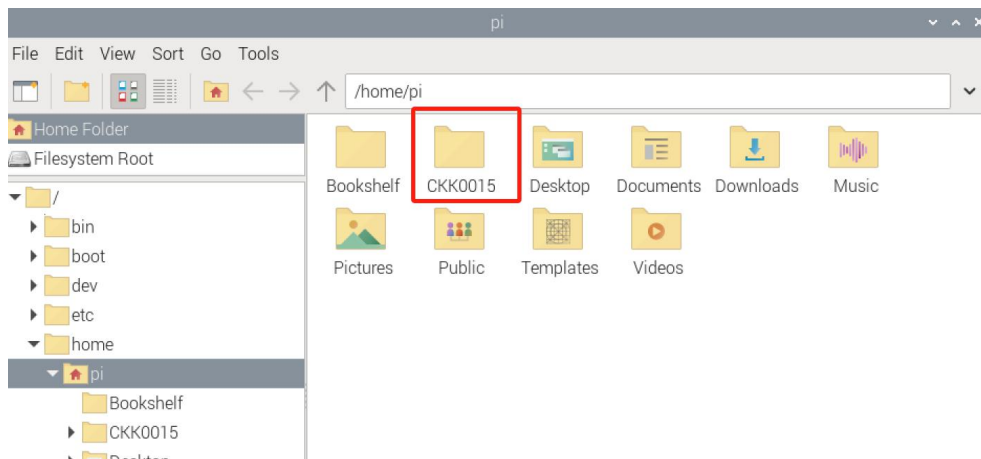 pi
File Edit View Sort Go Tools
/home/pi
Home Folder
Filesystem Root
/
bin
boot
dev
etc
home
pi
Bookshelf
CKK0015
Desktop
Bookshelf CKK0015 Desktop Documents Downloads Music
Pictures Public Templates Videos